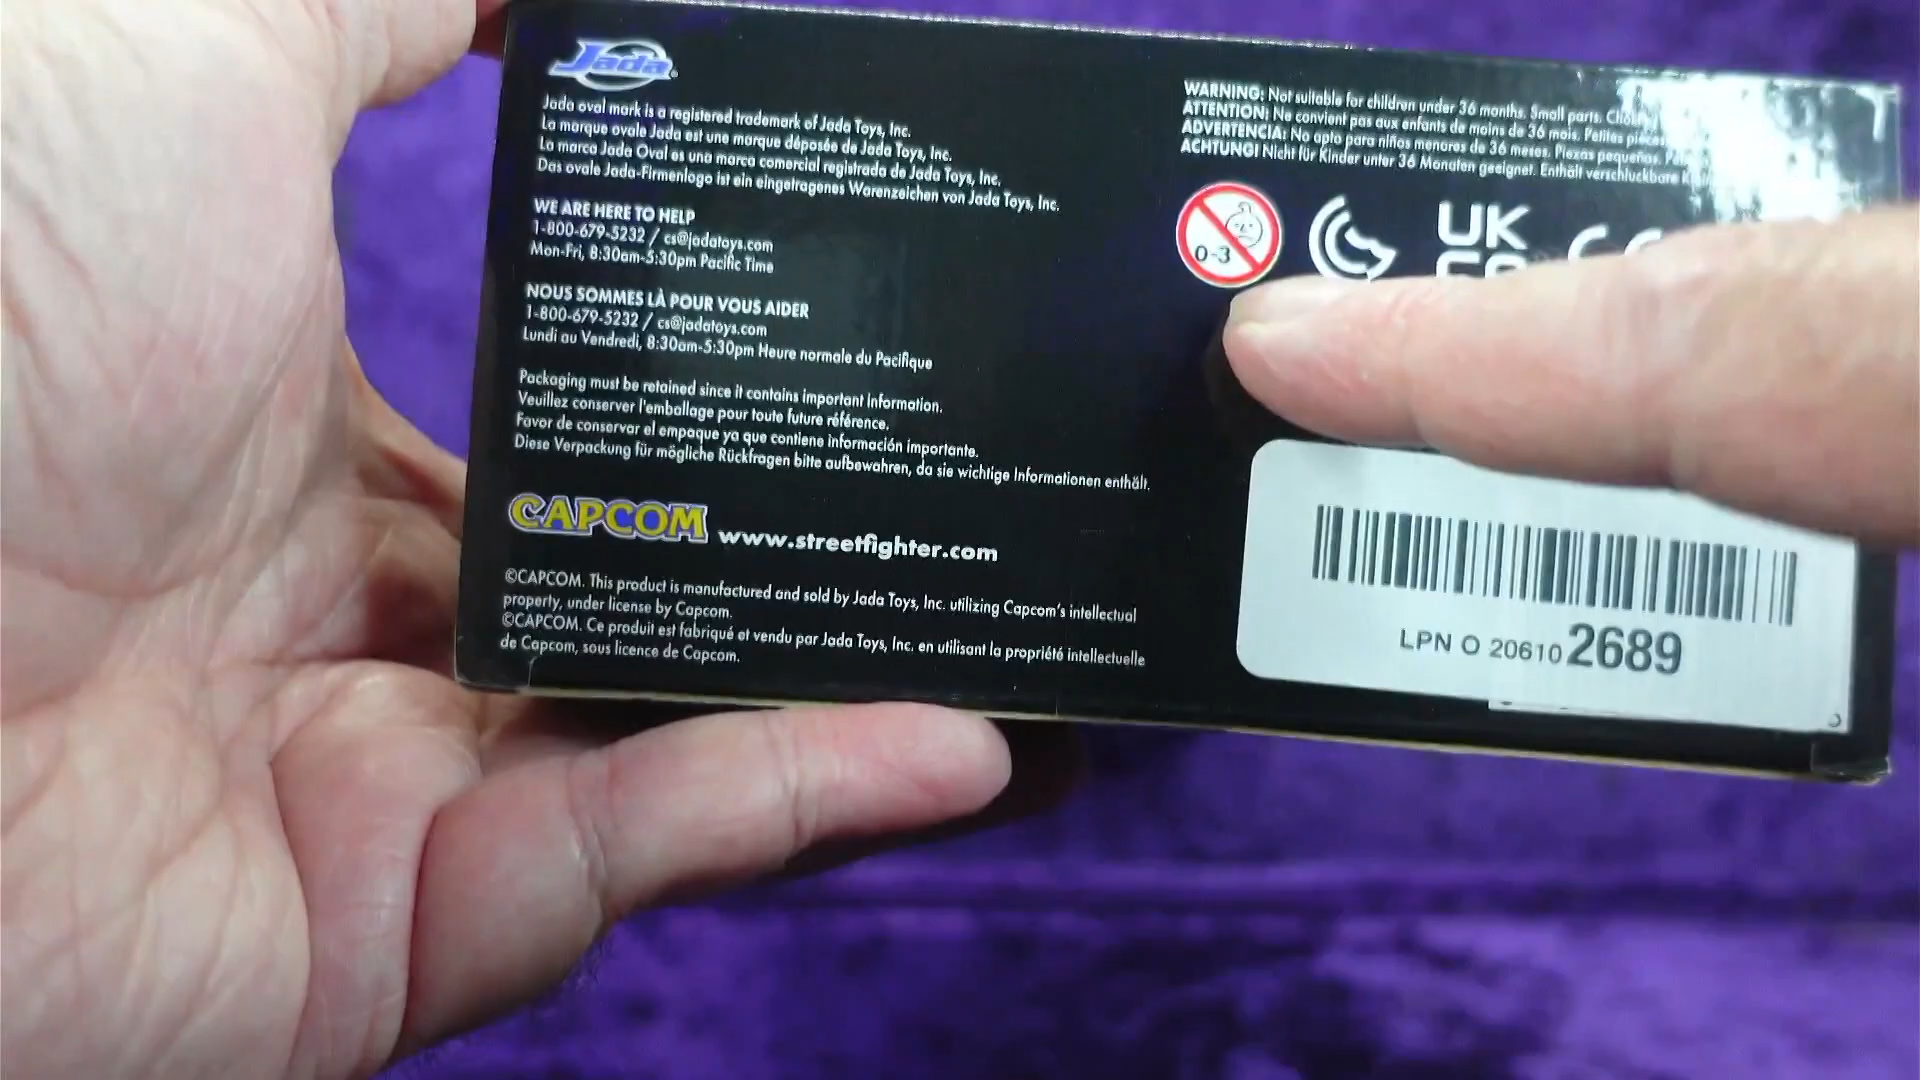 Jada
Jada oval mark is a registered trademark of Jada Toys, Inc.
La marque ovale Jada est une marque déposée de Jada Toys, Inc.
La marca Jada Oval es una marca comercial registrada de Jada Toys, Inc.
Das ovale Jada-Firmenlogo ist ein eingetragenes Warenzeichen von Jada Toys, Inc.
WE ARE HERE TO HELP
1-800-679-5232 / cs@jadatoys.com
Mon-Fri, 8:30am-5:30pm Pacific Time
NOUS SOMMES LÀ POUR VOUS AIDER
1-800-679-5232 / cs@jadatoys.com
Lundi au Vendredi, 8:30am-5:30pm Heure normale du Pacifique
Packaging must be retained since it contains important information.
Veuillez conserver l'emballage pour toute future référence.
Favor de conservar el empaque ya que contiene información importante.
Diese Verpackung für mögliche Rückfragen bitte aufbewahren, da sie wichtige Informationen enthält.
CAPCOM www.streetfighter.com
©CAPCOM. This product is manufactured and sold by Jada Toys, Inc. utilizing Capcom's intellectual
property, under license by Capcom.
©CAPCOM. Ce produit est fabriqué et vendu par Jada Toys, Inc. en utilisant la propriété intellectuelle
de Capcom, sous licence de Capcom.
WARNING: Not suitable for children under 36 months. Small parts.
ATTENTION: Ne convient pas aux enfants de moins de 36 mois. Petites pièces.
ADVERTENCIA: No apto para niños menores de 36 meses. Piezas pequeñas.
ACHTUNG! Nicht für Kinder unter 36 Monaten geeignet. Enthält verschluckbare
0-3
UK
LPN O 206102689